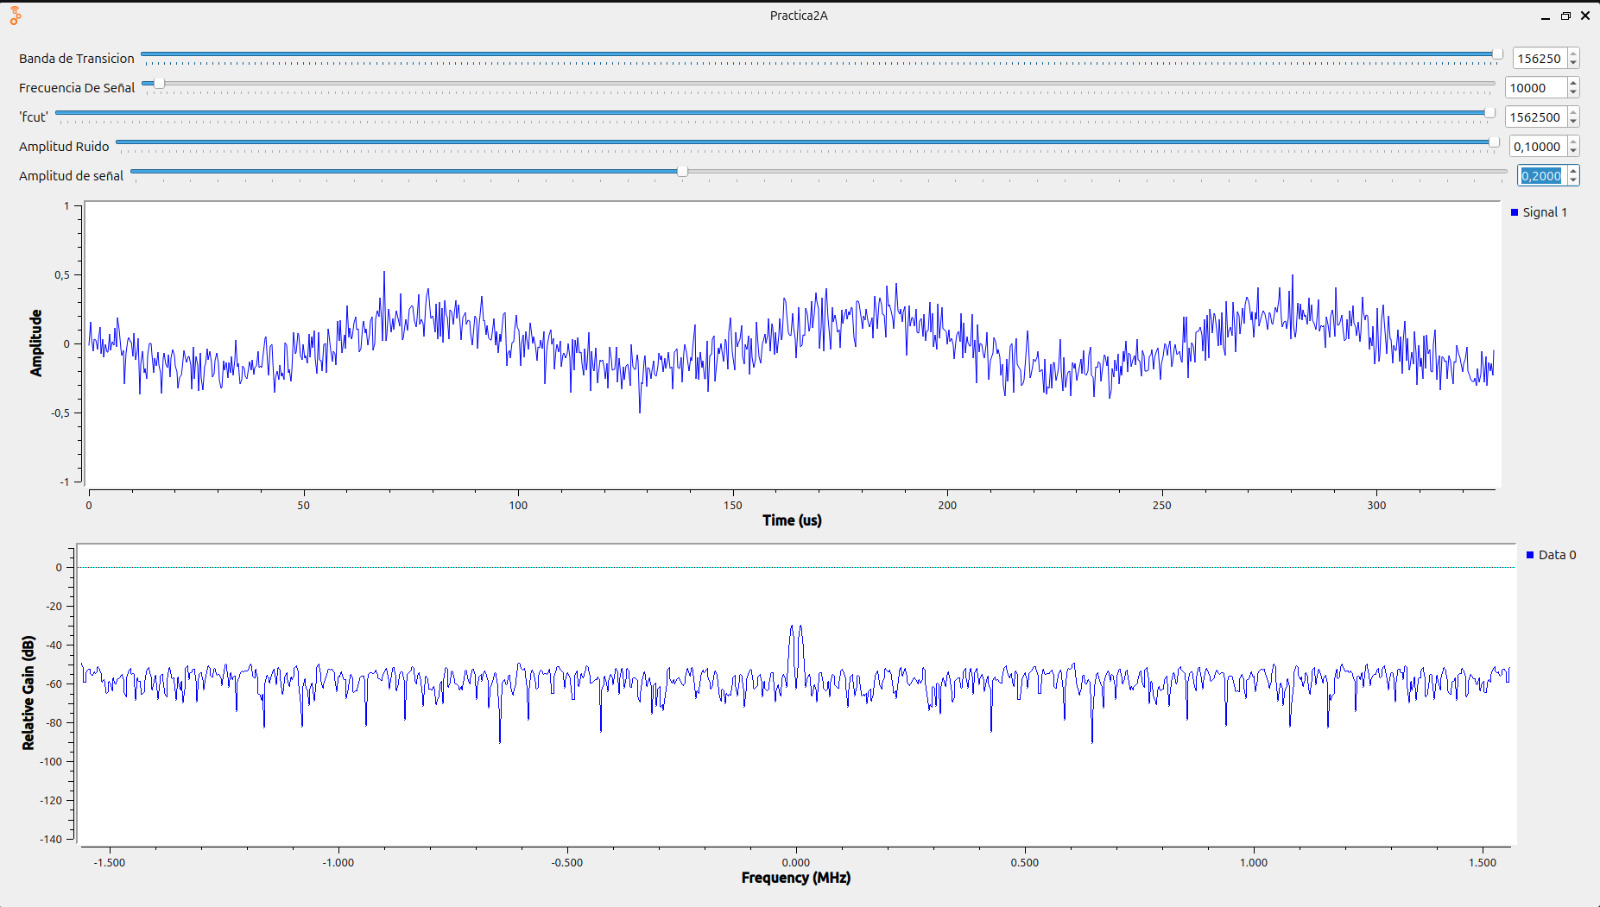 Practica2A
Banda de Transicion 156250
Frecuencia De Señal 10000
'fcut' 1562500
Amplitud Ruido 0,10000
Amplitud de señal 0,2000
Signal 1
1
0,5
0
-0,5
-1
Amplitude
0 50 100 150 200 250 300
Time (us)
Data 0
0
-20
-40
-60
-80
-100
-120
-140
Relative Gain (dB)
-1.500 -1.000 -0.500 0.000 0.500 1.000 1.500
Frequency (MHz)